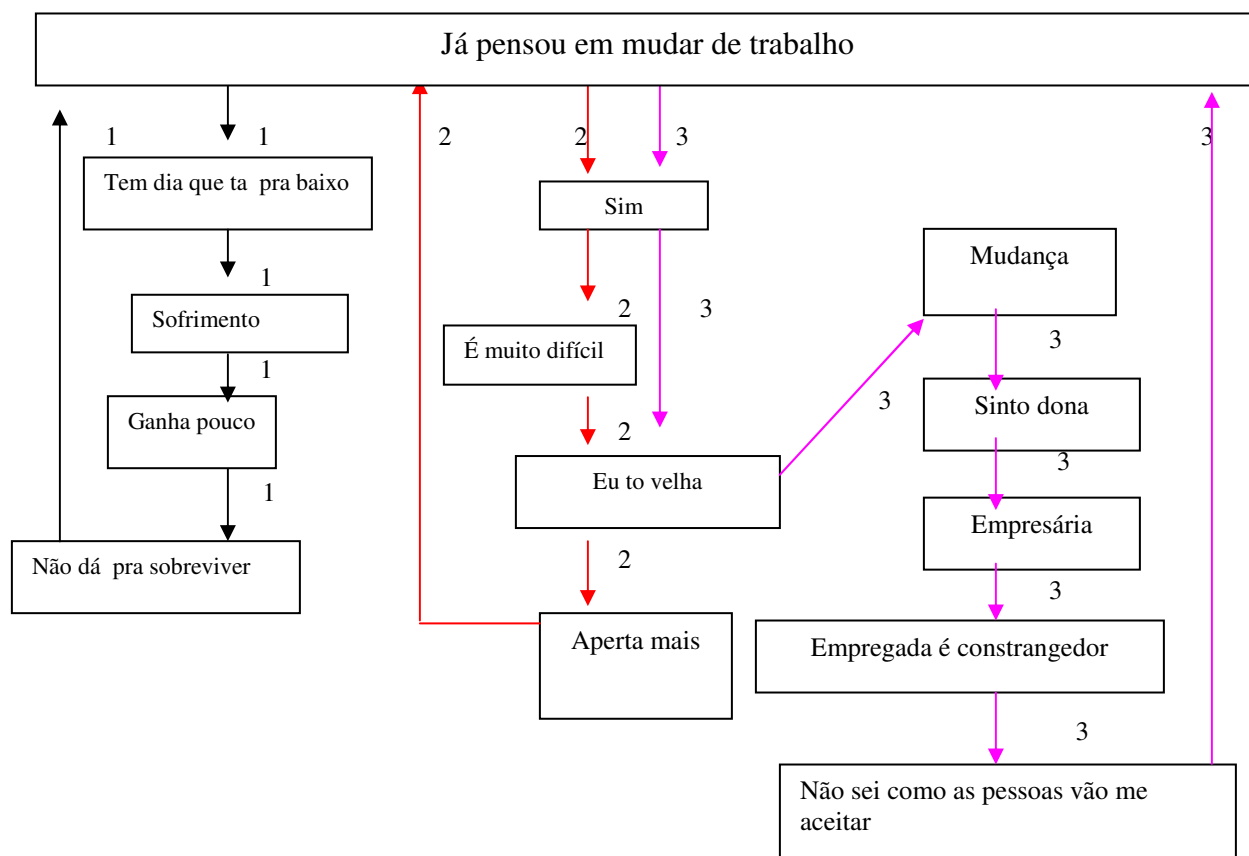 Já pensou em mudar de trabalho
1
1
2
2
3
3
Tem dia que ta pra baixo
Sim
Mudança
1
2
3
3
Sofrimento
É muito difícil
1
3
2
Ganha pouco
Sinto dona
3
1
Eu to velha
Empresária
Não dá pra sobreviver
2
3
Aperta mais
Empregada é constrangedor
3
Não sei como as pessoas vão me
aceitar